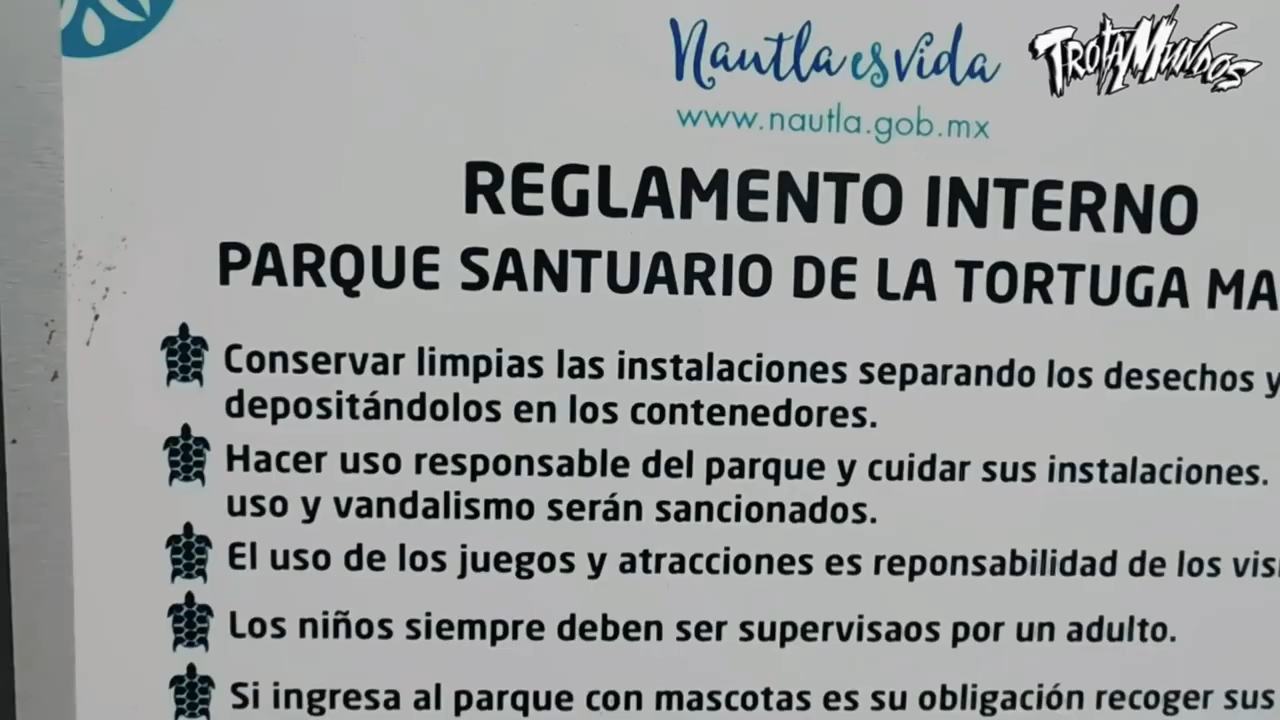 Nautla es vida
TROTAMUNDOS
www.nautla.gob.mx
REGLAMENTO INTERNO
PARQUE SANTUARIO DE LA TORTUGA MA
Conservar limpias las instalaciones separando los desechos y
depositándolos en los contenedores.
Hacer uso responsable del parque y cuidar sus instalaciones.
uso y vandalismo serán sancionados.
El uso de los juegos y atracciones es reponsabilidad de los vis
Los niños siempre deben ser supervisaos por un adulto.
Si ingresa al parque con mascotas es su obligación recoger sus